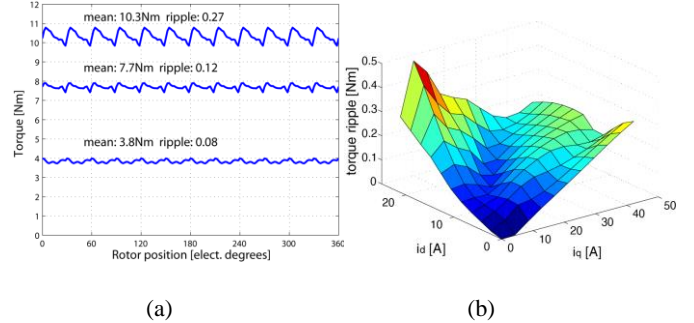 mean: 10.3Nm ripple: 0.27
mean: 7.7Nm ripple: 0.12
mean: 3.8Nm ripple: 0.08
Torque [Nm]
12
11
10
9
8
7
6
5
4
3
2
1
0
0 60 120 180 240 300 360
Rotor position [elect. degrees]
(a)
torque ripple [Nm]
0.5
0.4
0.3
0.2
0.1
0
20
10
0
id [A]
0 10 20 30 40 50
iq [A]
(b)